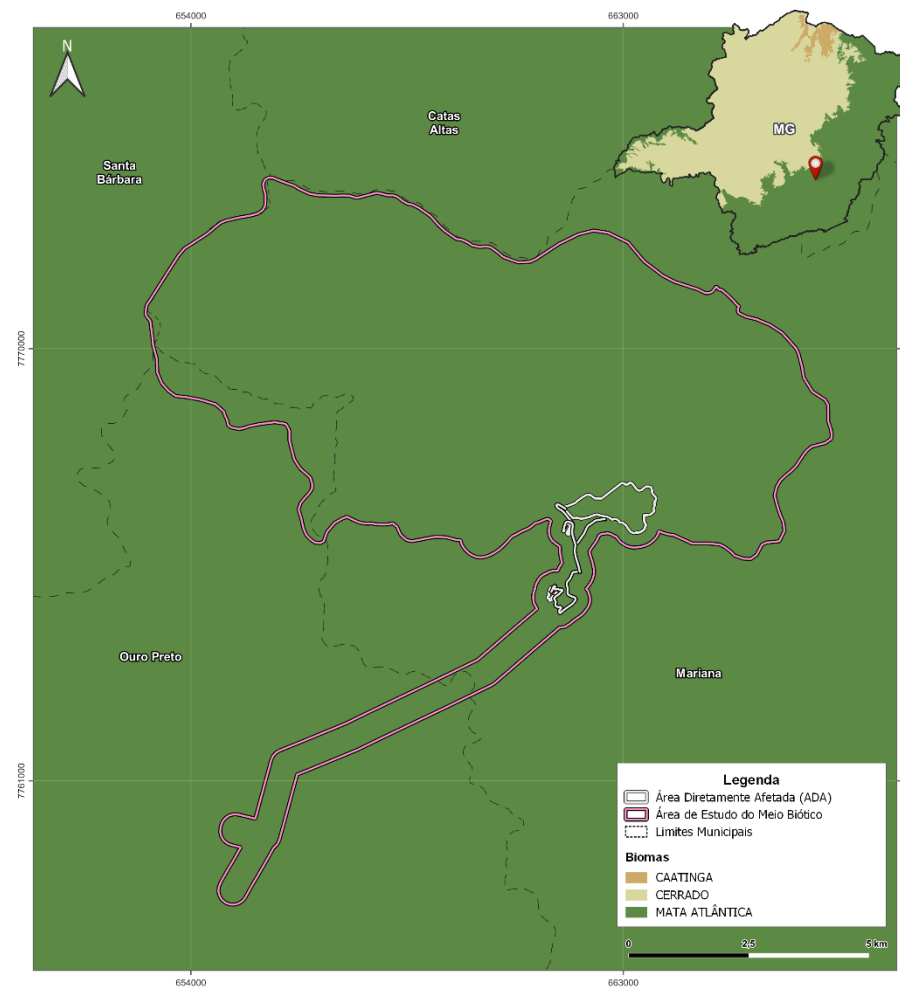 654000
663000
N
MG
Catas
Altas
Santa
Bárbara
7770000
Ouro Preto
Mariana
7761000
Legenda
Área Diretamente Afetada (ADA)
Área de Estudo do Meio Biótico
Limites Municipais
Biomas
CAATINGA
CERRADO
MATA ATLÂNTICA
0
2,5
5 km
654000
663000